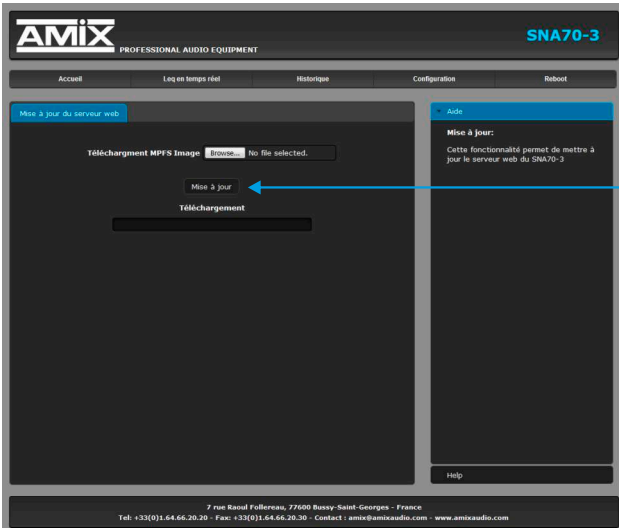 AMIX
PROFESSIONAL AUDIO EQUIPMENT
SNA70-3
Accueil Leq en temps réel Historique Configuration Reboot
Mise à jour du serveur web
Téléchargment MPFS Image Browse... No file selected.
Mise à jour
Téléchargement
Aide
Mise à jour:
Cette fonctionnalité permet de mettre à
jour le serveur web du SNA70-3
Help
7 rue Raoul Follereau, 77600 Bussy-Saint-Georges - France
Tel: +33(0)1.64.66.20.20 - Fax: +33(0)1.64.66.20.30 - Contact : amix@amixaudio.com - www.amixaudio.com